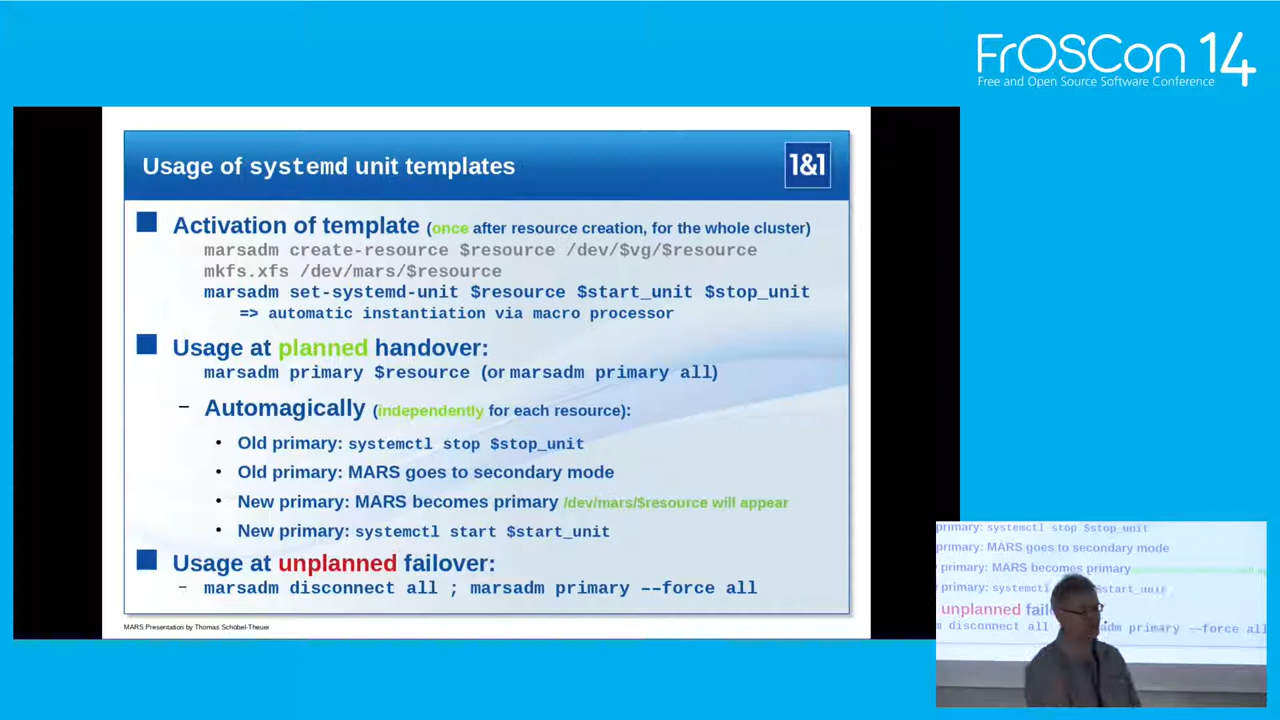 FrOSCon 14
Free and Open Source Software Conference
Usage of systemd unit templates
1&1
Activation of template (once after resource creation, for the whole cluster)
marsadm create-resource $resource /dev/$vg/$resource
mkfs.xfs /dev/mars/$resource
marsadm set-systemd-unit $resource $start_unit $stop_unit
=> automatic instantiation via macro processor
Usage at planned handover:
marsadm primary $resource (or marsadm primary all)
– Automagically (independently for each resource):
• Old primary: systemctl stop $stop_unit
• Old primary: MARS goes to secondary mode
• New primary: MARS becomes primary /dev/mars/$resource will appear
• New primary: systemctl start $start_unit
Usage at unplanned failover:
– marsadm disconnect all ; marsadm primary --force all
MARS Presentation by Thomas Schöbel-Theuer
primary: systemctl stop $stop_unit
primary: MARS goes to secondary mode
primary: MARS becomes primary
primary: systemctl $start_unit
unplanned fail
disconnect all primary --force all